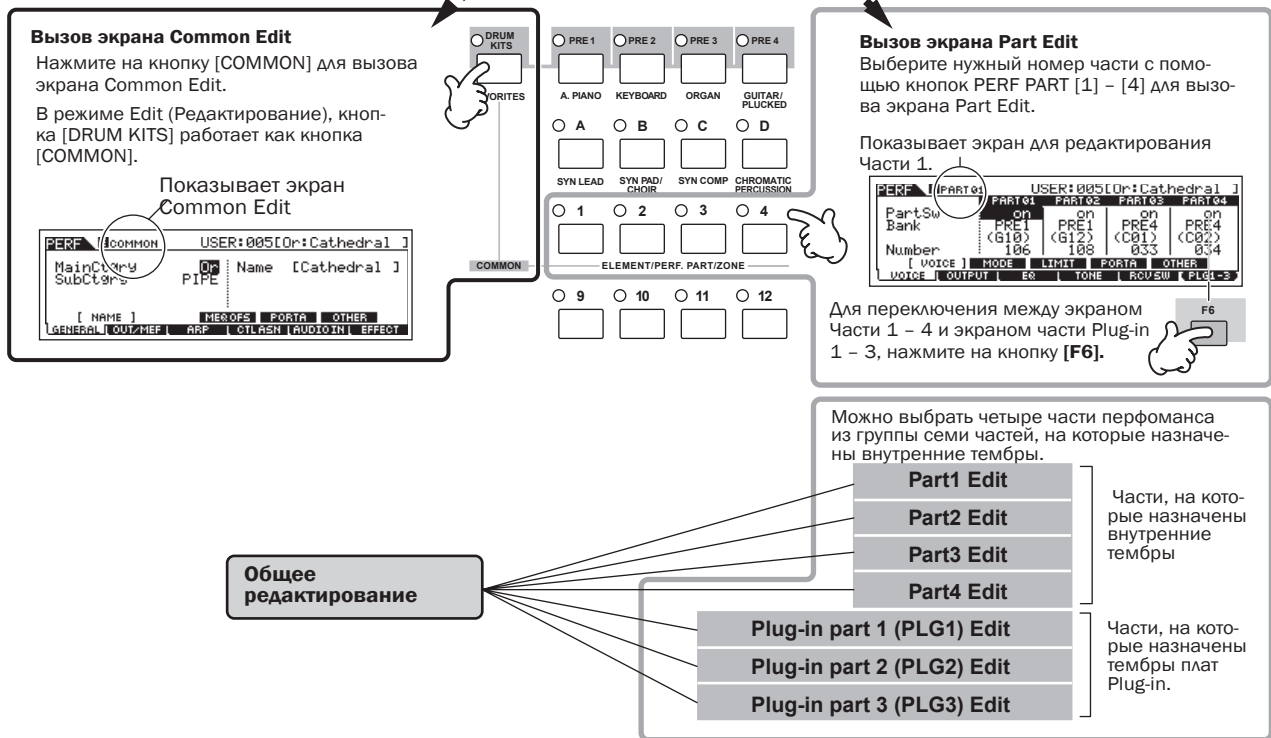 Вызов экрана Common Edit
Нажмите на кнопку [COMMON] для вызова
экрана Common Edit.
В режиме Edit (Редактирование), кноп-
ка [DRUM KITS] работает как кнопка
[COMMON].
Показывает экран
Common Edit
PERF COMMON USER:005[Or:Cathedral ]
MainCtgry Or Name [Cathedral ]
SubCtgry PIPE
[ NAME ] MEQOFS PORTA OTHER
GENERAL OUT/MEF ARP CTLASN AUDIOIN EFFECT
DRUM
KITS
PRE 1 PRE 2 PRE 3 PRE 4
A. PIANO KEYBOARD ORGAN GUITAR/
PLUCKED
A B C D
SYN LEAD SYN PAD/
CHOIR SYN COMP CHROMATIC
PERCUSSION
1 2 3 4
COMMON ELEMENT/PERF. PART/ZONE
9 10 11 12
Вызов экрана Part Edit
Выберите нужный номер части с помо-
щью кнопок PERF PART [1] – [4] для вызо-
ва экрана Part Edit.
Показывает экран для редактирования
Части 1.
PERF PART01 USER:005[Or:Cathedral ]
PART01 PART02 PART03 PART04
PartSw on on on on
Bank PRE1 PRE1 PRE4 PRE4
(G10) (G12) (C01) (C02)
Number 106 108 033 034
[ VOICE ] MODE LIMIT PORTA OTHER
VOICE OUTPUT EQ TONE RCVSW PLG1-3
Для переключения между экраном
Части 1 – 4 и экраном части Plug-in
1 – 3, нажмите на кнопку [F6].
F6
Можно выбрать четыре части перфоманса
из группы семи частей, на которые назначе-
ны внутренние тембры.
Part1 Edit
Part2 Edit
Part3 Edit
Part4 Edit
Части, на кото-
рые назначены
внутренние
тембры
Общее
редактирование
Plug-in part 1 (PLG1) Edit
Plug-in part 2 (PLG2) Edit
Plug-in part 3 (PLG3) Edit
Части, на кото-
рые назначены
тембры плат
Plug-in.